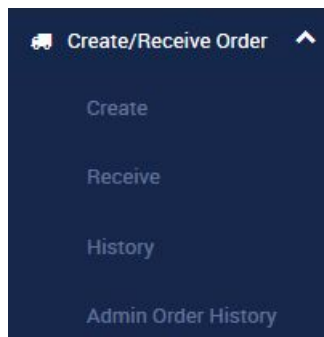 Create/Receive Order
Create
Receive
History
Admin Order History